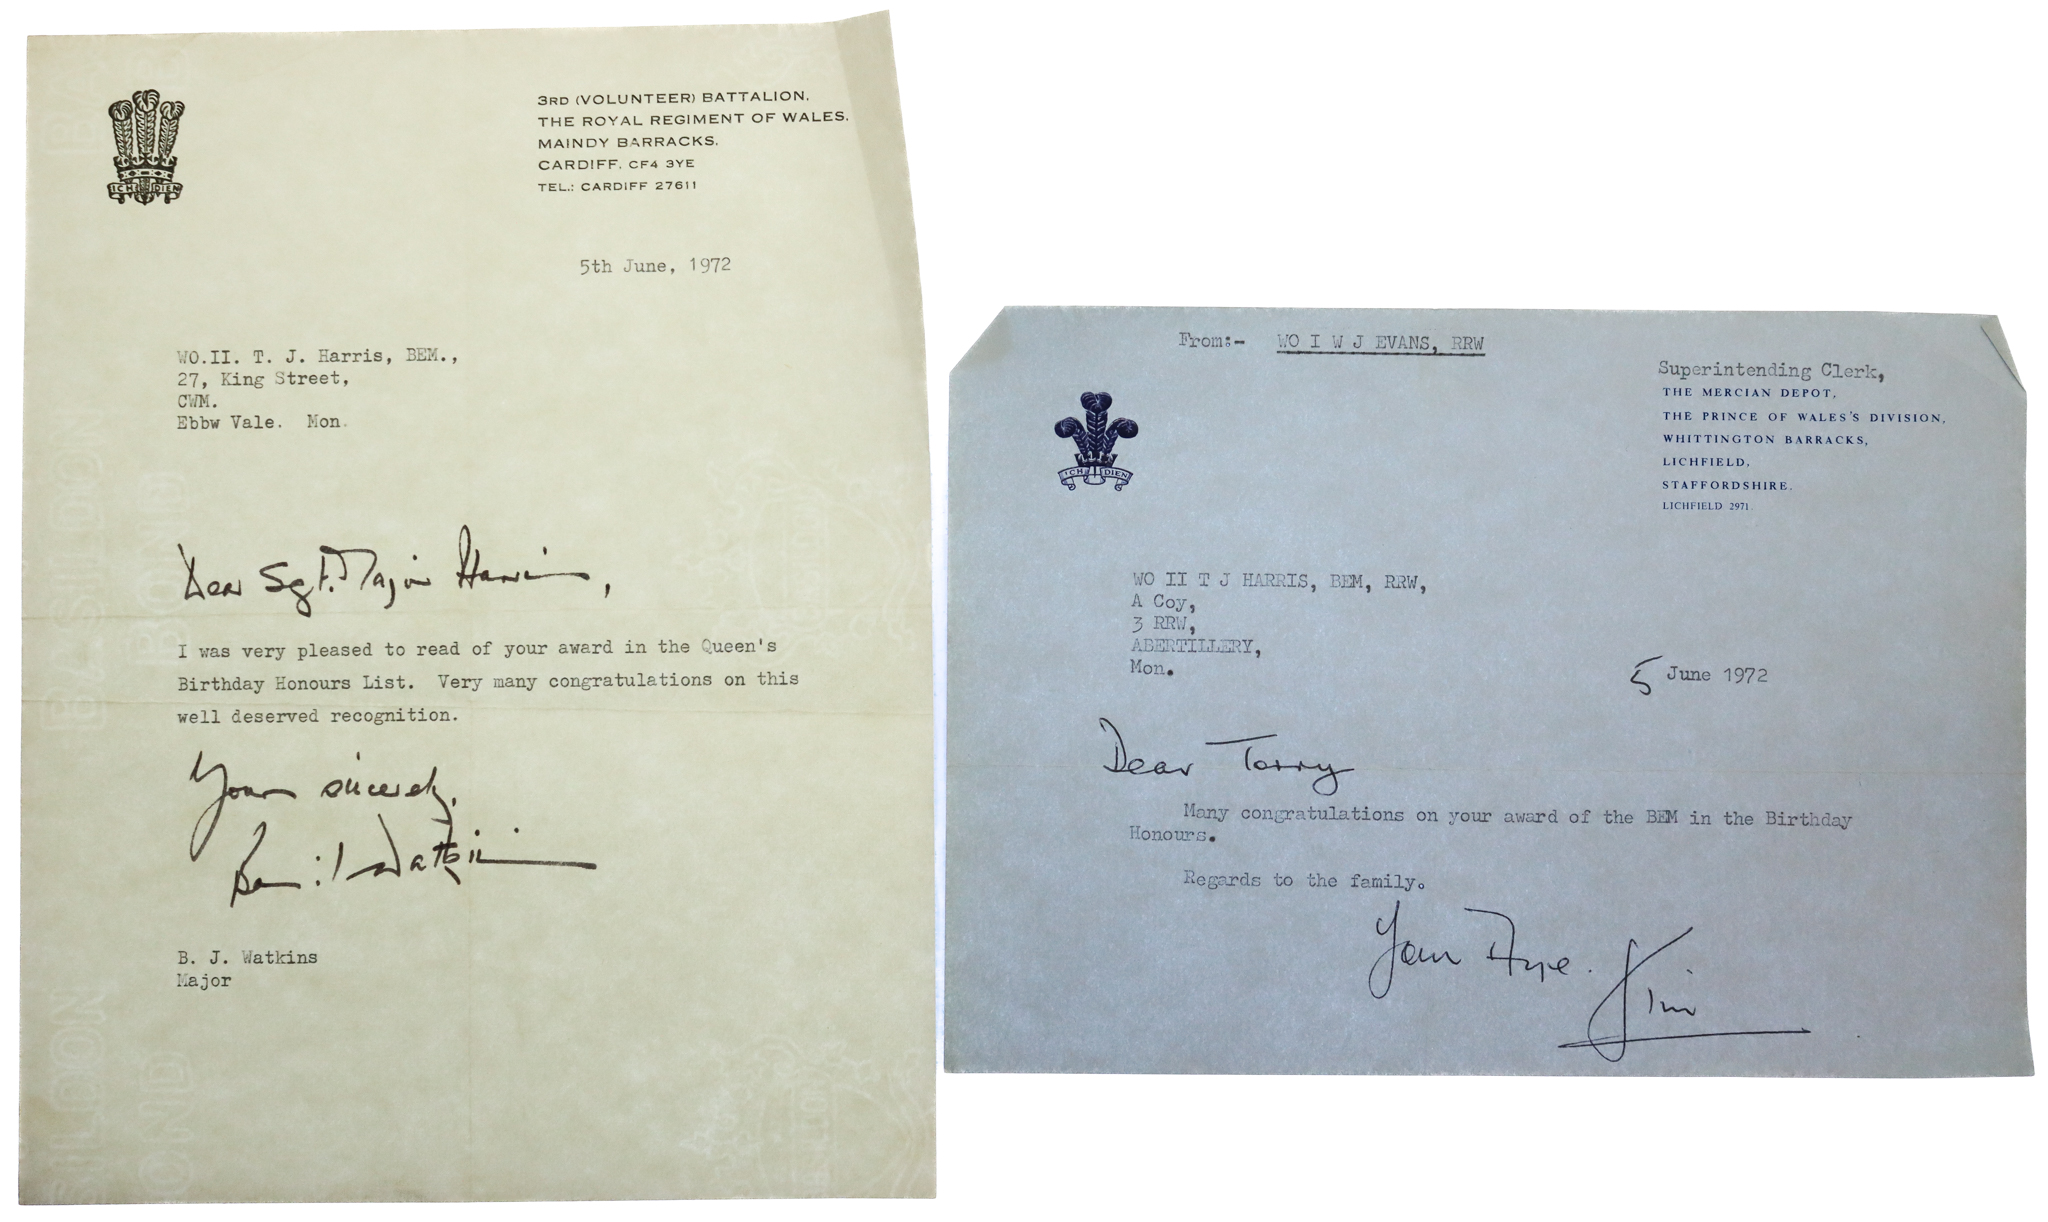 ICH DIEN
3RD (VOLUNTEER) BATTALION,
THE ROYAL REGIMENT OF WALES,
MAINDY BARRACKS,
CARDIFF. CF4 3YE
TEL.: CARDIFF 27611
5th June, 1972
WO.II. T. J. Harris, BEM.,
27, King Street,
CWM.
Ebbw Vale. Mon.
Dear Sgt. Major Harris,
I was very pleased to read of your award in the Queen's
Birthday Honours List. Very many congratulations on this
well deserved recognition.
Yours sincerely,
Watkins
B. J. Watkins
Major
BASILDON
BOND
From:- WO I W J EVANS, RRW
ICH DIEN
Superintending Clerk,
THE MERCIAN DEPOT,
THE PRINCE OF WALES'S DIVISION,
WHITTINGTON BARRACKS,
LICHFIELD,
STAFFORDSHIRE.
LICHFIELD 2971.
WO II T J HARRIS, BEM, RRW,
A Coy,
3 RRW,
ABERTILLERY,
Mon.
5 June 1972
Dear Terry
Many congratulations on your award of the BEM in the Birthday
Honours.
Regards to the family.
Yours